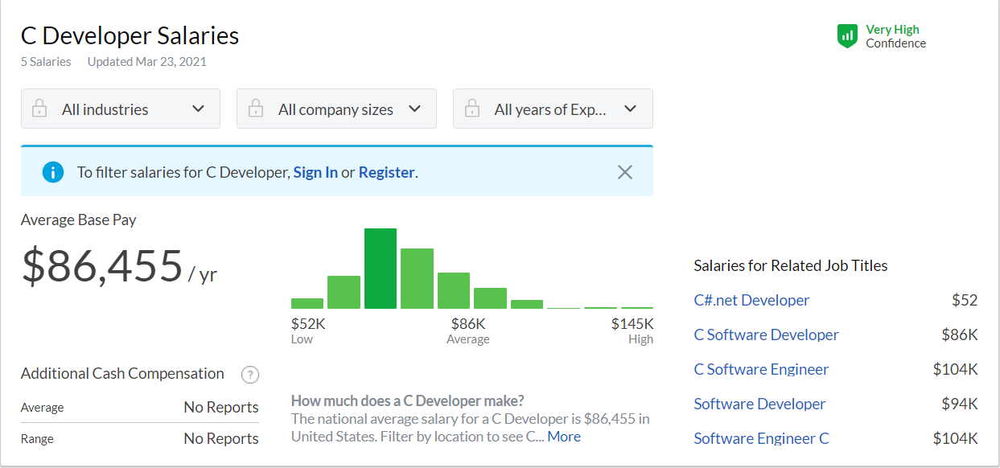 C Developer Salaries
5 Salaries Updated Mar 23, 2021
Very High
Confidence
All industries
All company sizes
All years of Exp...
To filter salaries for C Developer, Sign In or Register.
Average Base Pay
$86,455 / yr
$52K
Low
$86K
Average
$145K
High
Additional Cash Compensation ?
Average No Reports
Range No Reports
How much does a C Developer make?
The national average salary for a C Developer is $86,455 in
United States. Filter by location to see C... More
Salaries for Related Job Titles
C#.net Developer $52
C Software Developer $86K
C Software Engineer $104K
Software Developer $94K
Software Engineer C $104K